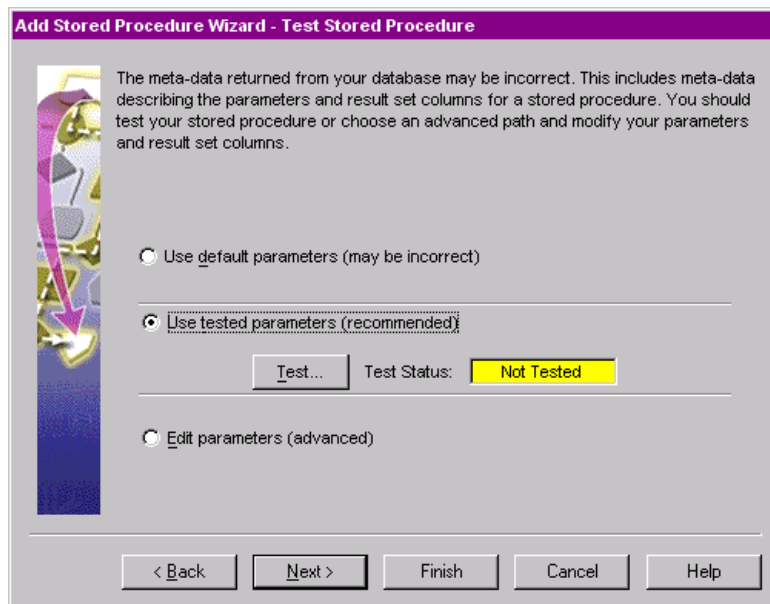 Add Stored Procedure Wizard - Test Stored Procedure
The meta-data returned from your database may be incorrect. This includes meta-data
describing the parameters and result set columns for a stored procedure. You should
test your stored procedure or choose an advanced path and modify your parameters
and result set columns.
Use default parameters (may be incorrect)
Use tested parameters (recommended)
Test... Test Status: Not Tested
Edit parameters (advanced)
< Back Next > Finish Cancel Help